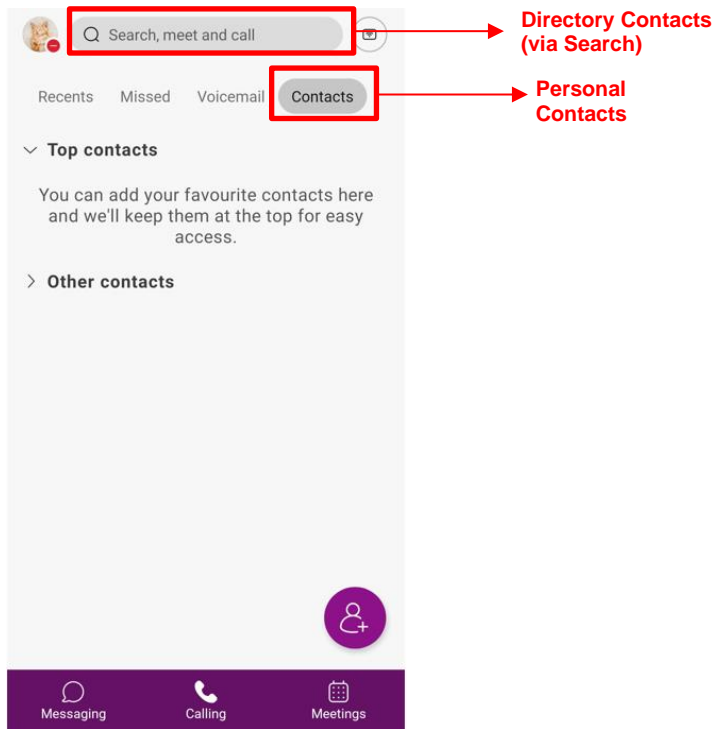 Search, meet and call
Directory Contacts
(via Search)
Recents Missed Voicemail Contacts
Personal
Contacts
Top contacts
You can add your favourite contacts here
and we'll keep them at the top for easy
access.
Other contacts
Messaging Calling Meetings